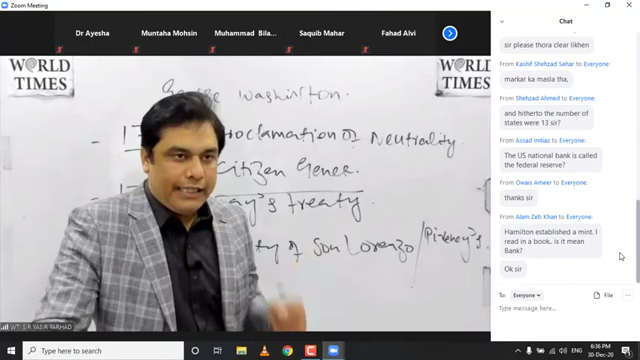 Zoom Meeting
Dr Ayesha
Muntaha Mohsin
Muhammad Bila...
Saquib Mahar
Fahad Alvi
WORLD
TIMES
WORLD
TIMES
George Washinton.
Proclamation of Neutrality
Citizen Genee.
Jay's Treaty
of San Lorenzo / Pinkney's.
WT: SIR YASIR FARHAD
Chat
sir please thora clear likhen
From Kashif Shehzad Sehar to Everyone:
markar ka masla tha,
From Shehzad Ahmed to Everyone:
and hitherto the number of
states were 13 sir?
From Assad Imtiaz to Everyone:
The US national bank is called
the federal reserve?
From Owais Ameer to Everyone:
thanks sir
From Alam Zeb Khan to Everyone:
Hamilton established a mint. I
read in a book.. is it mean
Bank?
Ok sir
To: Everyone
File
Type message here...
Type here to search
6:36 PM
30-Dec-20